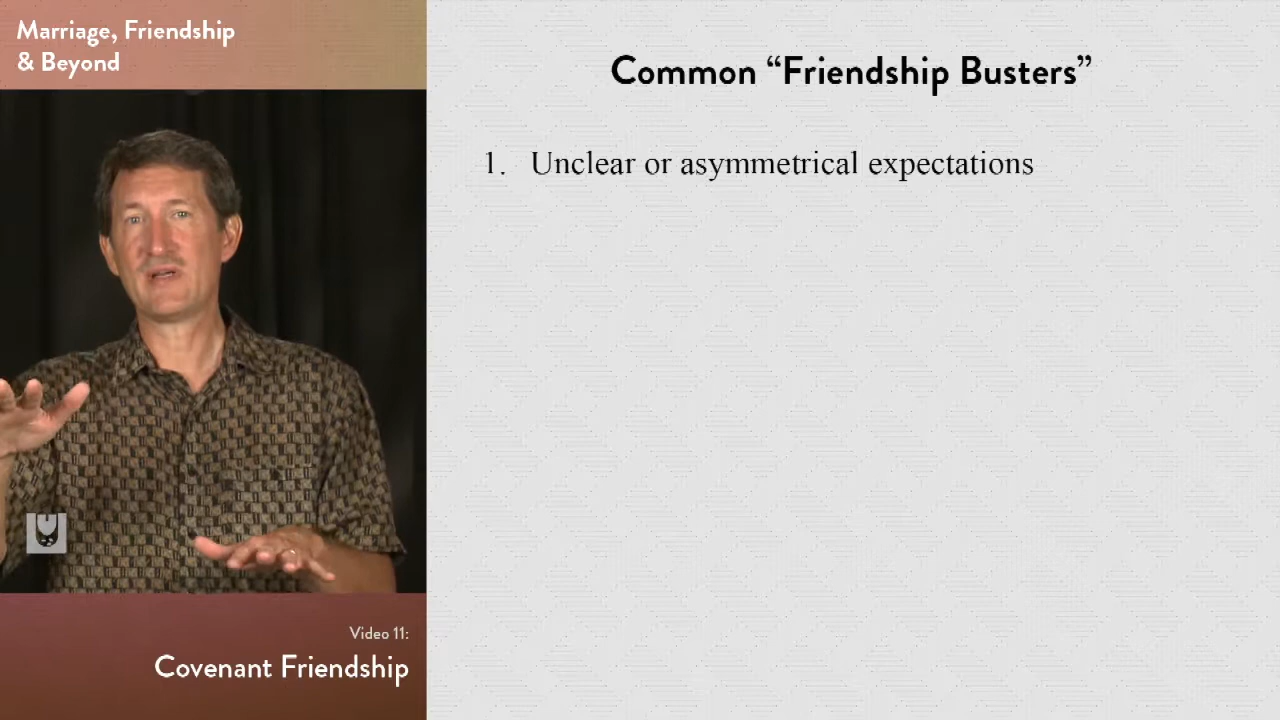 Marriage, Friendship
& Beyond
Common “Friendship Busters”
1. Unclear or asymmetrical expectations
Video 11:
Covenant Friendship